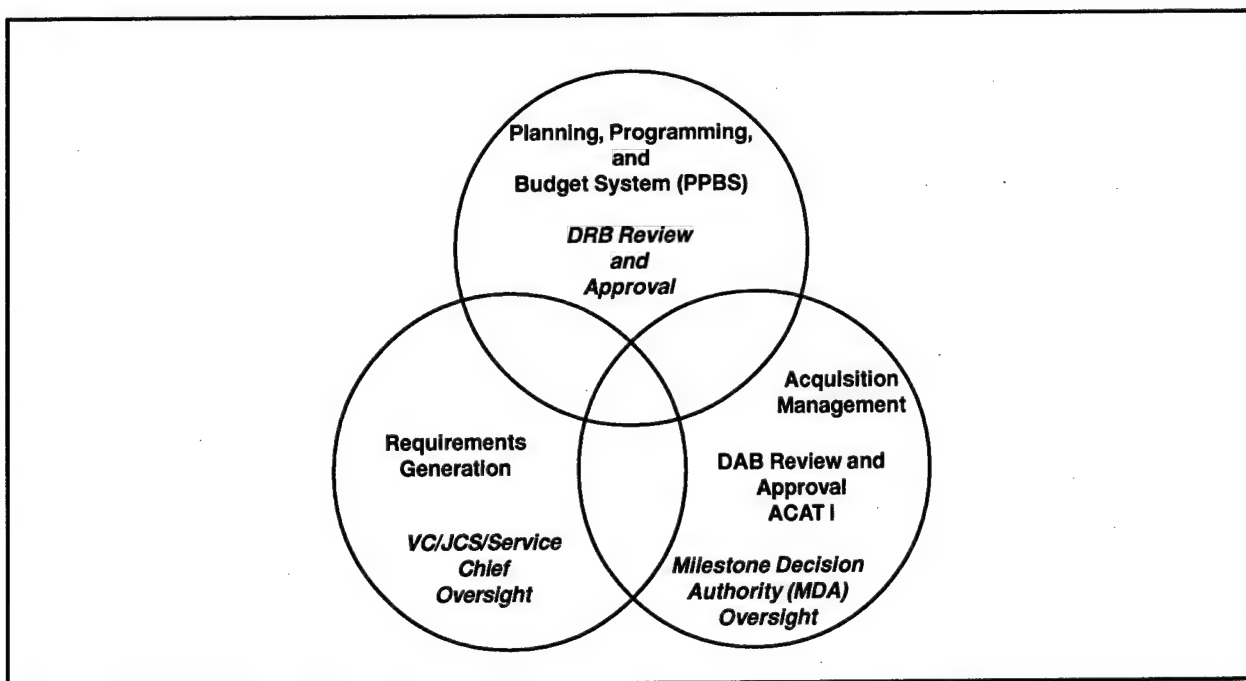 Planning, Programming,
and
Budget System (PPBS)
DRB Review
and
Approval
Requirements
Generation
VC/JCS/Service
Chief
Oversight
Acquisition
Management
DAB Review and
Approval
ACAT I
Milestone Decision
Authority (MDA)
Oversight